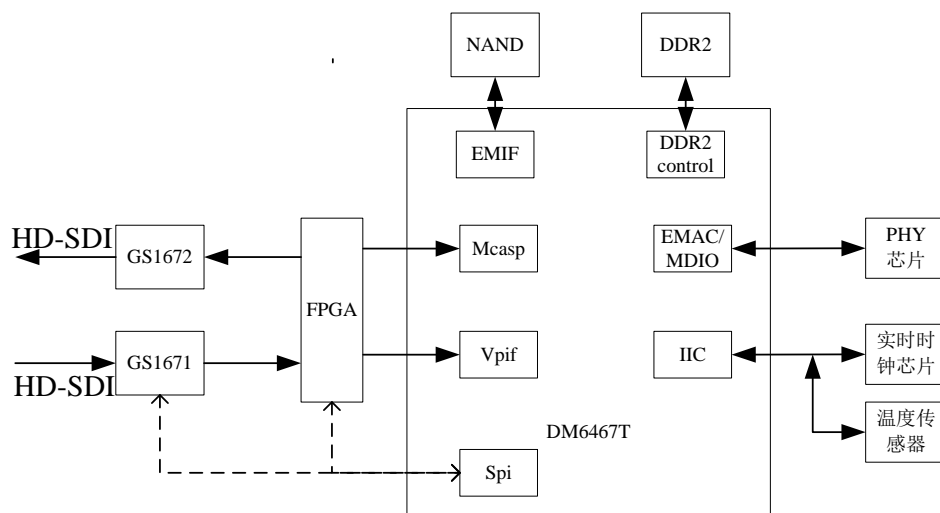 NAND
DDR2
EMIF
DDR2
control
HD-SDI
GS1672
FPGA
Mcasp
EMAC/
MDIO
PHY
芯片
HD-SDI
GS1671
Vpif
IIC
实时时
钟芯片
DM6467T
温度传
感器
Spi